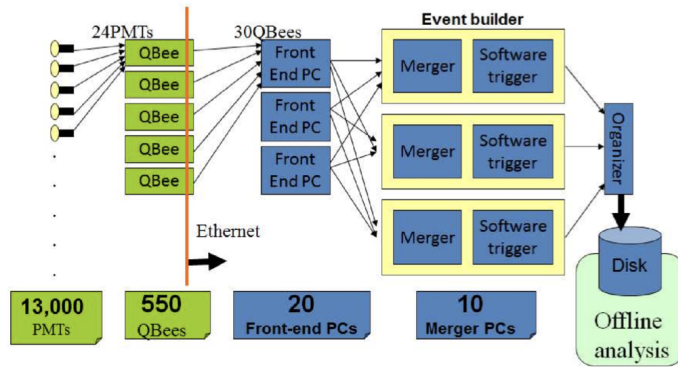 Event builder
24PMTs
30QBees
QBee
QBee
QBee
QBee
QBee
Front
End PC
Front
End PC
Front
End PC
Merger
Software
trigger
Merger
Software
trigger
Merger
Software
trigger
Organizer
Ethernet
Disk
Offline
analysis
13,000
PMTs
550
QBees
20
Front-end PCs
10
Merger PCs